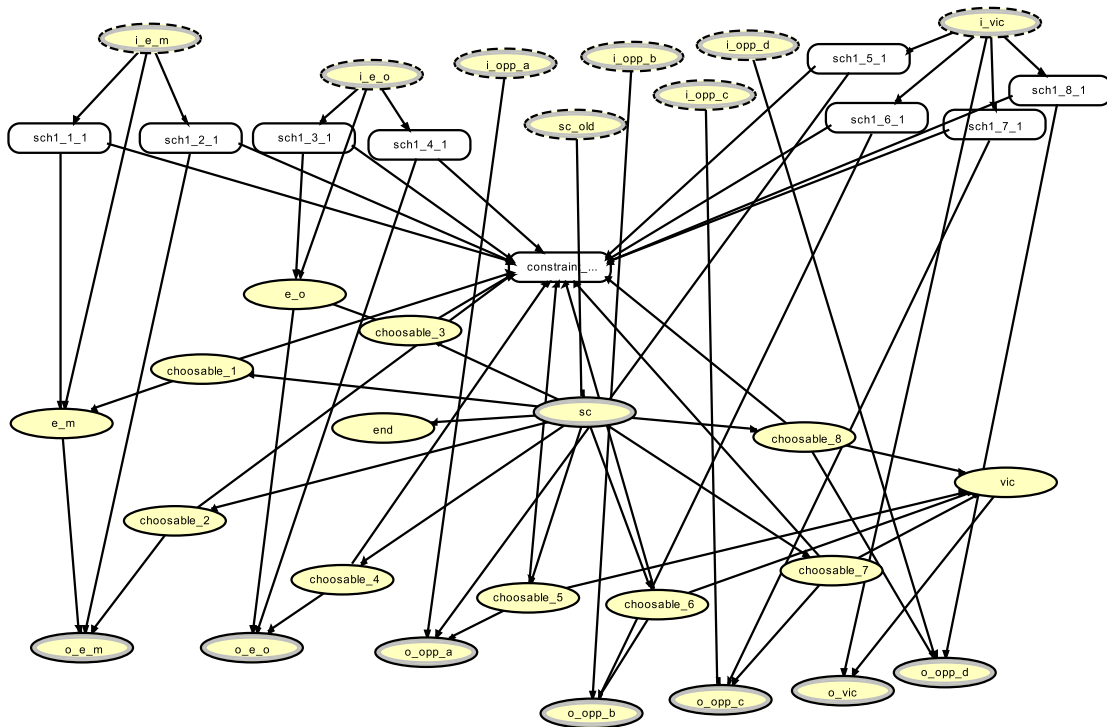 i_vic
i_e_m
i_opp_d
i_opp_b
i_opp_a
sch1_5_1
i_e_o
sch1_8_1
i_opp_c
sc_old
sch1_6_1
sch1_7_1
sch1_1_1
sch1_2_1
sch1_3_1
sch1_4_1
constraint_...
e_o
choosable_3
choosable_1
sc
e_m
end
choosable_8
vic
choosable_2
choosable_7
choosable_4
choosable_5
choosable_6
o_e_m
o_e_o
o_opp_a
o_opp_d
o_vic
o_opp_c
o_opp_b